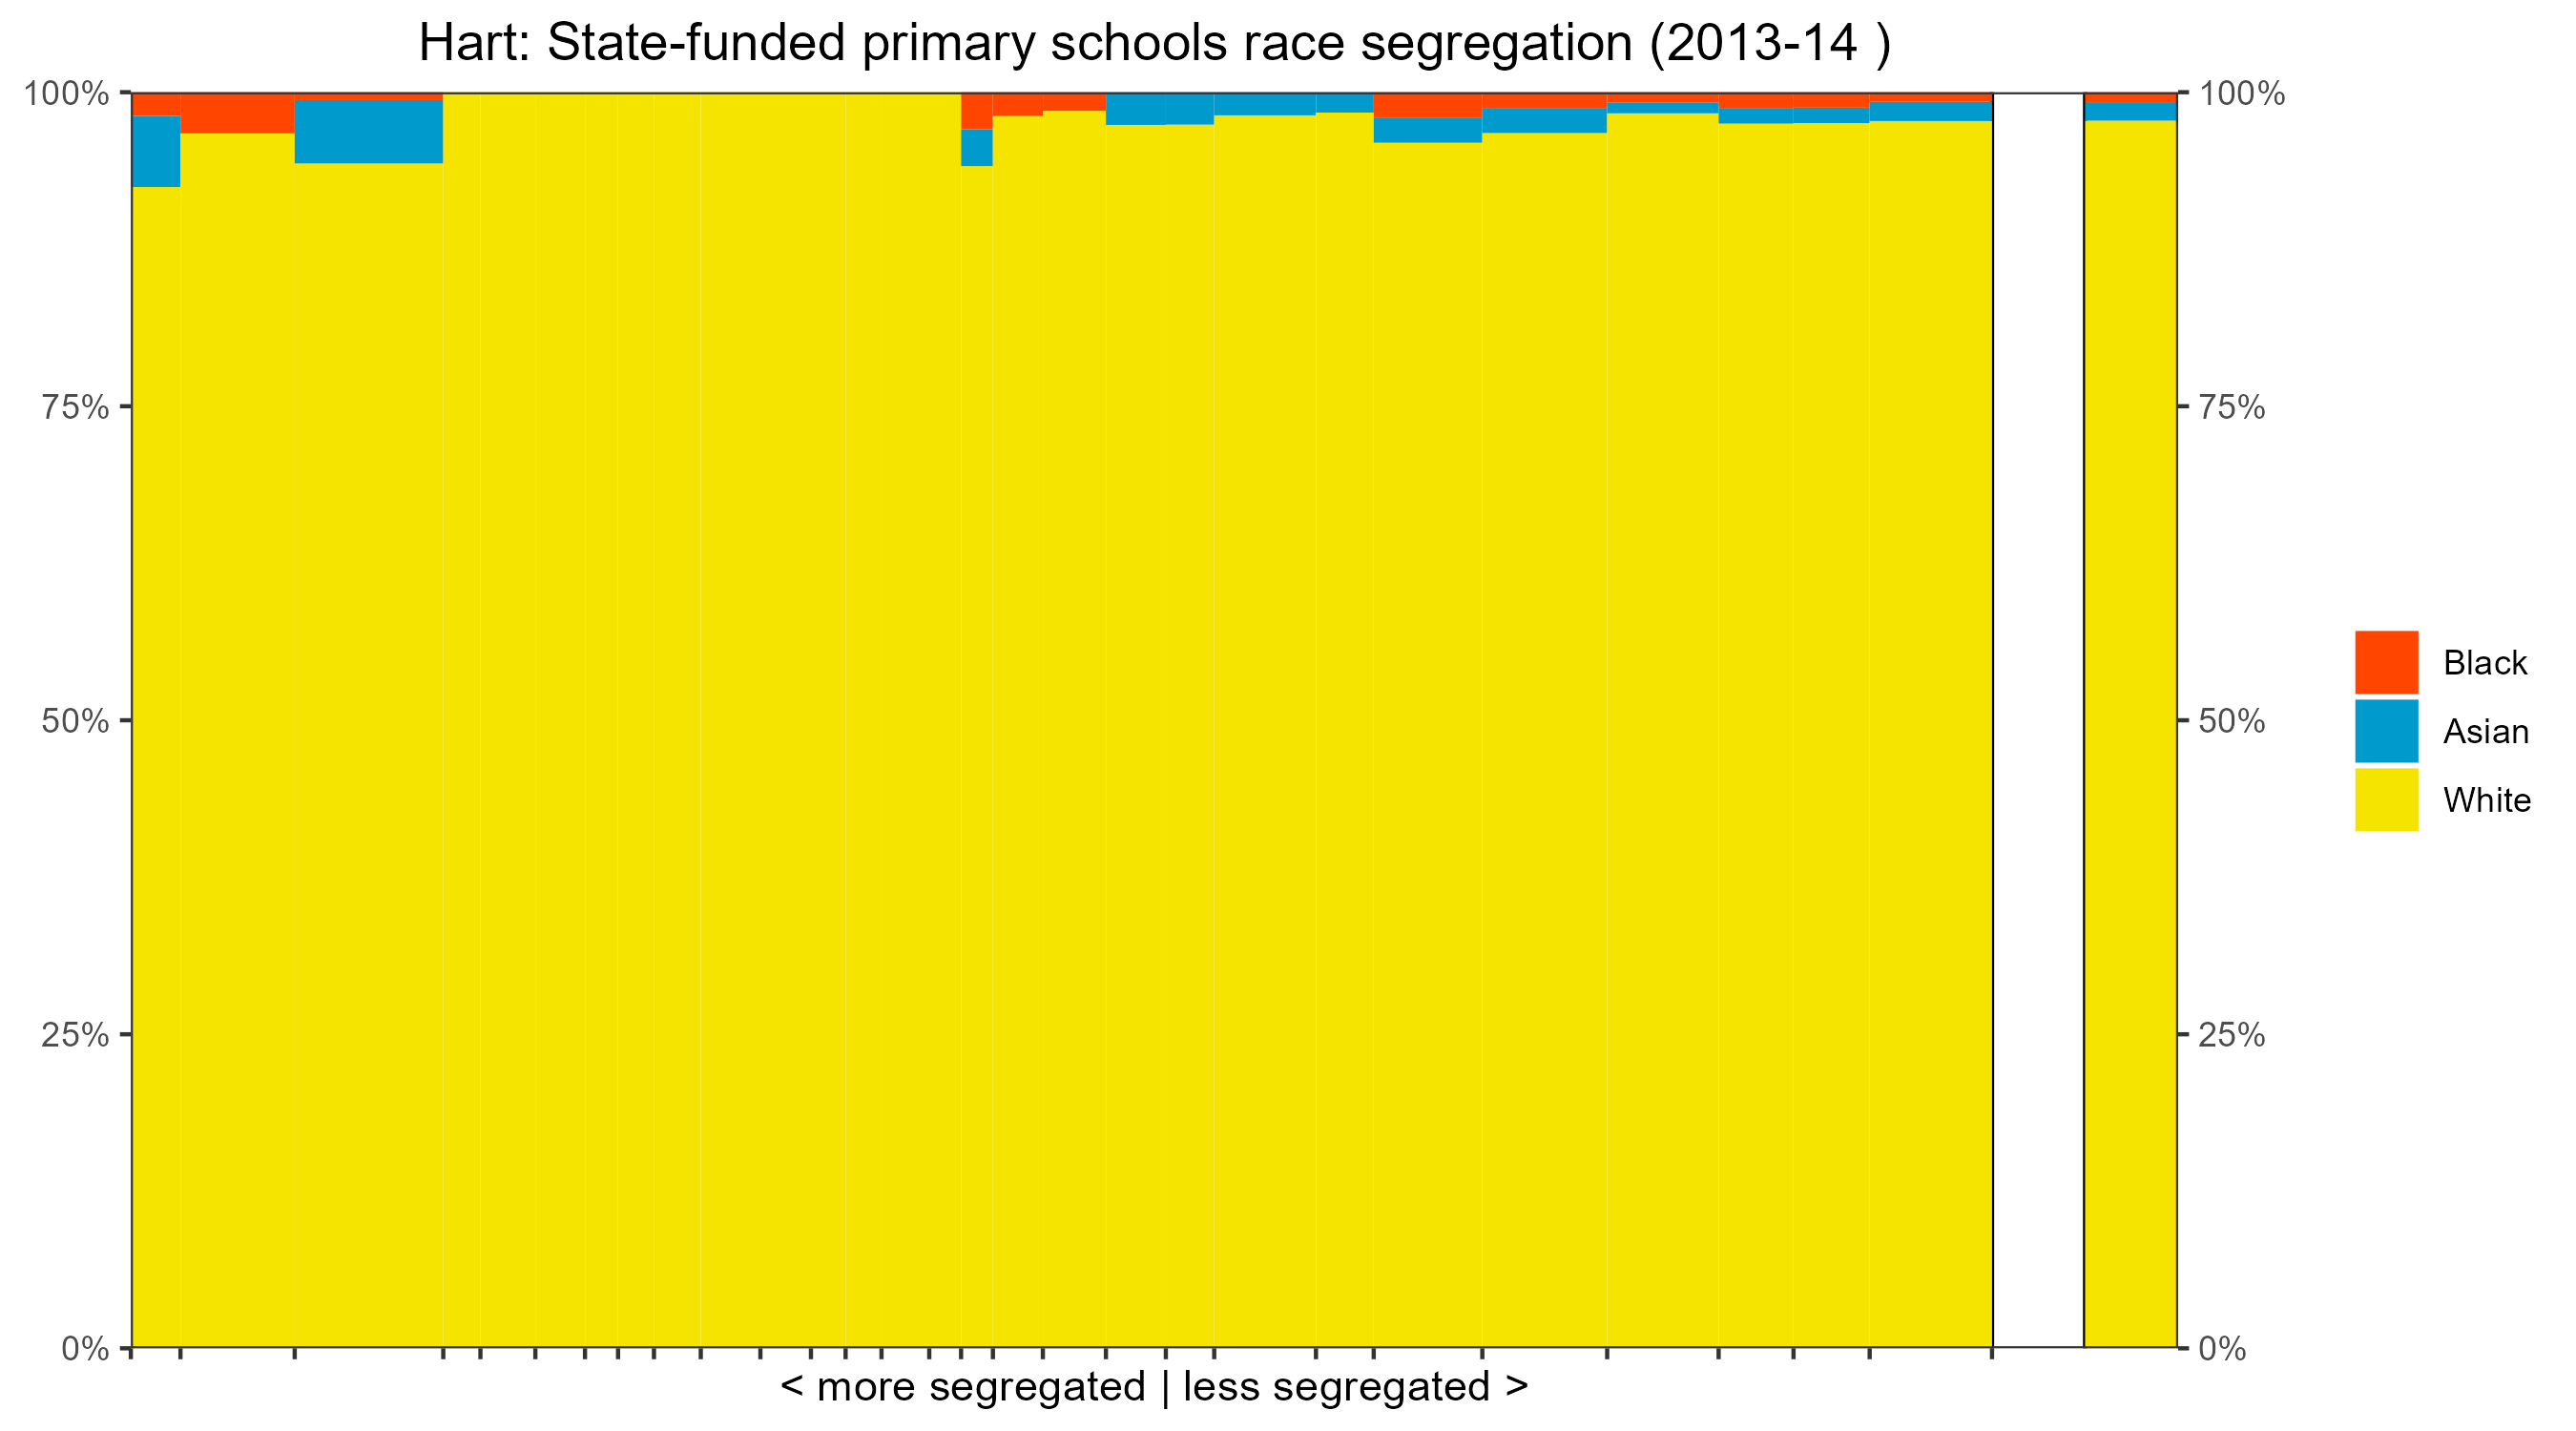 Hart: State-funded primary schools race segregation (2013-14 )
100%
75%
50%
25%
0%
100%
75%
50%
25%
0%
Black
Asian
White
< more segregated | less segregated >